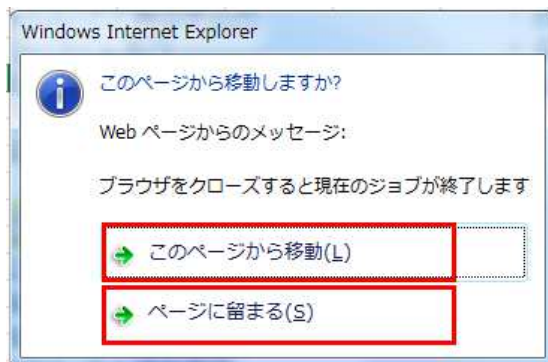 Windows Internet Explorer
このページから移動しますか?
Web ページからのメッセージ:
ブラウザをクローズすると現在のジョブが終了します
このページから移動(L)
ページに留まる(S)